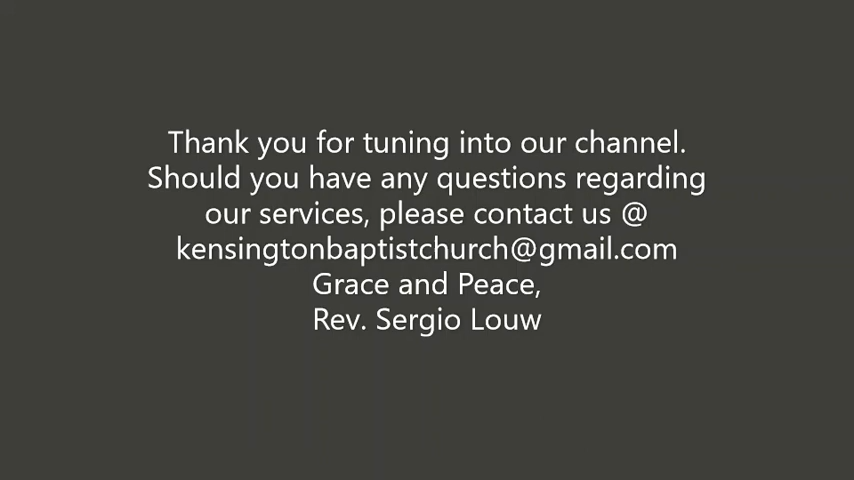 Thank you for tuning into our channel.
Should you have any questions regarding
our services, please contact us @
kensingtonbaptistchurch@gmail.com
Grace and Peace,
Rev. Sergio Louw